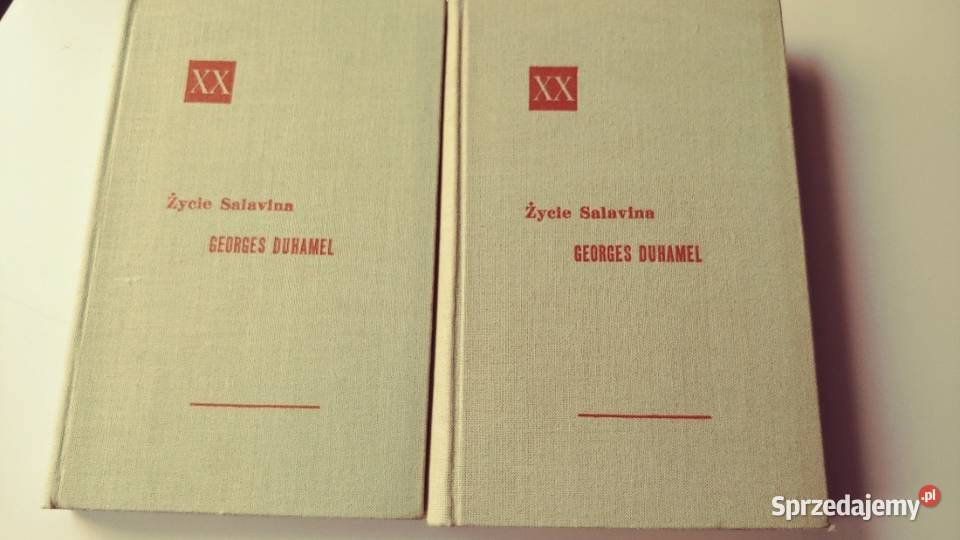 XX
Życie Salavina
GEORGES DUHAMEL
XX
Życie Salavina
GEORGES DUHAMEL
Sprzedajemy.pl